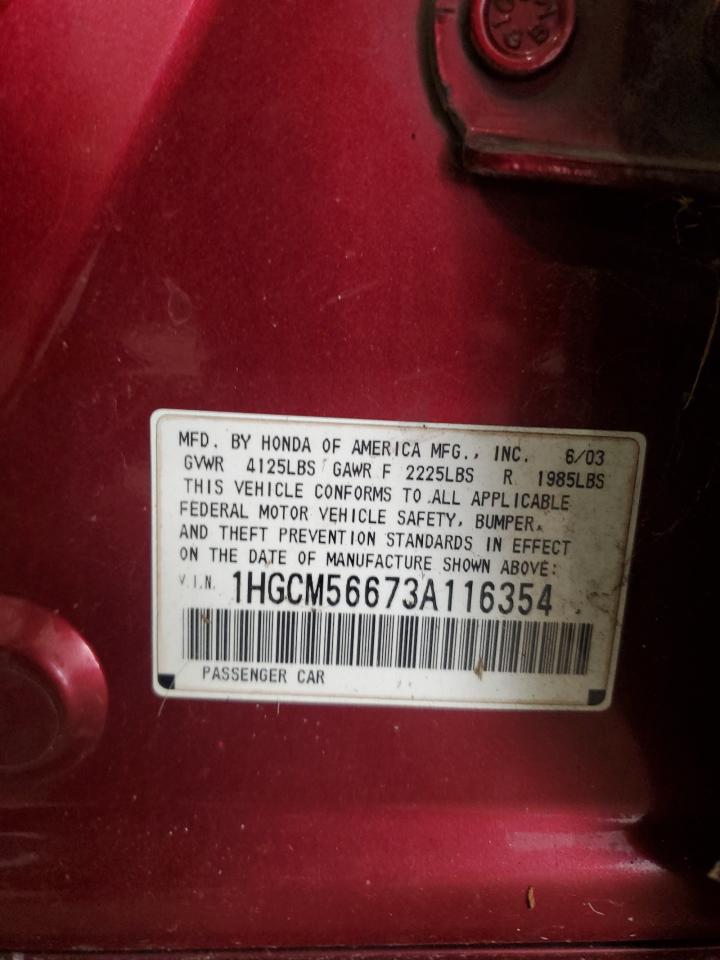 MFD. BY HONDA OF AMERICA MFG., INC. 6/03
GVWR 4125LBS GAWR F 2225LBS R 1985LBS
THIS VEHICLE CONFORMS TO ALL APPLICABLE
FEDERAL MOTOR VEHICLE SAFETY, BUMPER,
AND THEFT PREVENTION STANDARDS IN EFFECT
ON THE DATE OF MANUFACTURE SHOWN ABOVE:
V.I.N. 1HGCM56673A116354
PASSENGER CAR